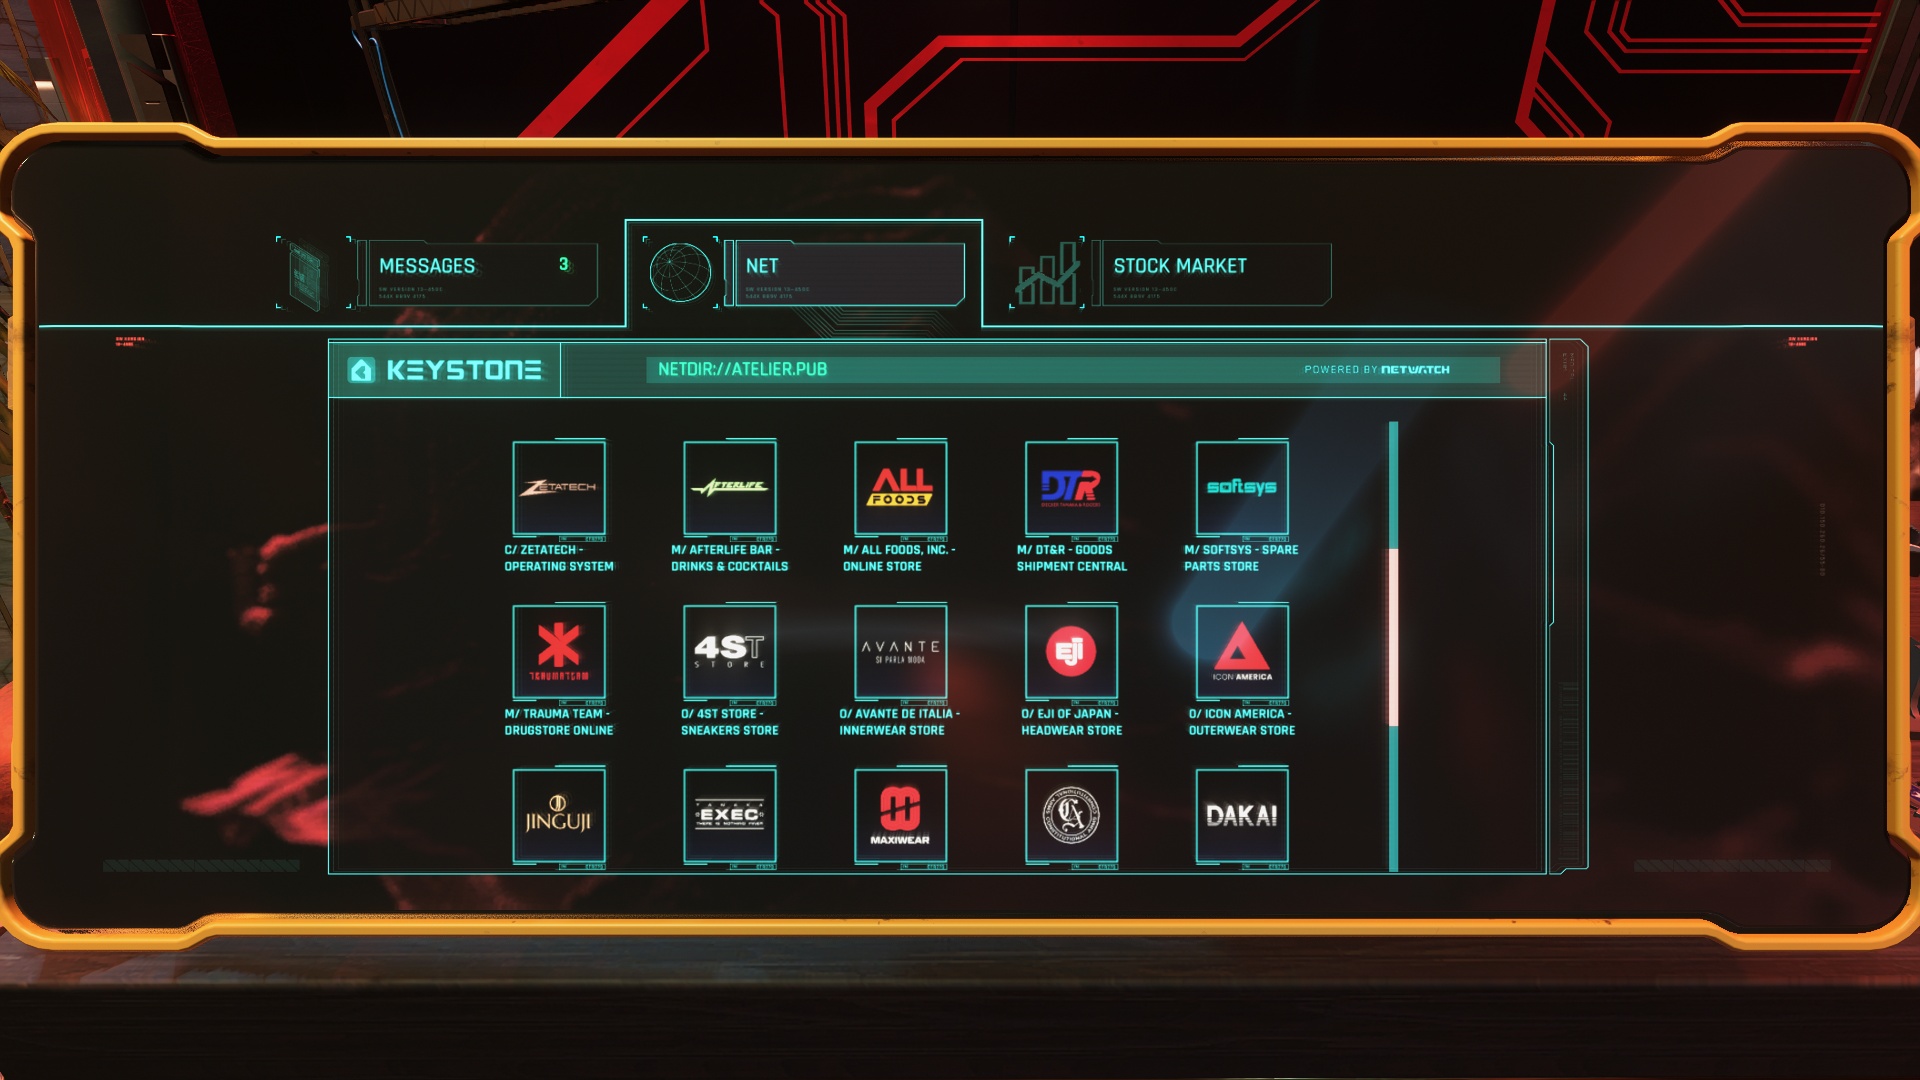 MESSAGES 3
NET
STOCK MARKET
KEYSTONE
NETDIR://ATELIER.PUB
POWERED BY NETWATCH
ZETATECH
AFTERLIFE
ALL
FOODS
DTR
softsys
C/ ZETATECH -
OPERATING SYSTEM
M/ AFTERLIFE BAR -
DRINKS & COCKTAILS
M/ ALL FOODS, INC. -
ONLINE STORE
M/ DT&R - GOODS
SHIPMENT CENTRAL
M/ SOFTSYS - SPARE
PARTS STORE
TRAUMATEAM
4ST
STORE
AVANTE
SI PARLA MODA
EJI
ICON AMERICA
M/ TRAUMA TEAM -
DRUGSTORE ONLINE
O/ 4ST STORE -
SNEAKERS STORE
O/ AVANTE DE ITALIA -
INNERWEAR STORE
O/ EJI OF JAPAN -
HEADWEAR STORE
O/ ICON AMERICA -
OUTERWEAR STORE
JINGUJI
EXEC
MAXIWEAR
CA
DAKAI